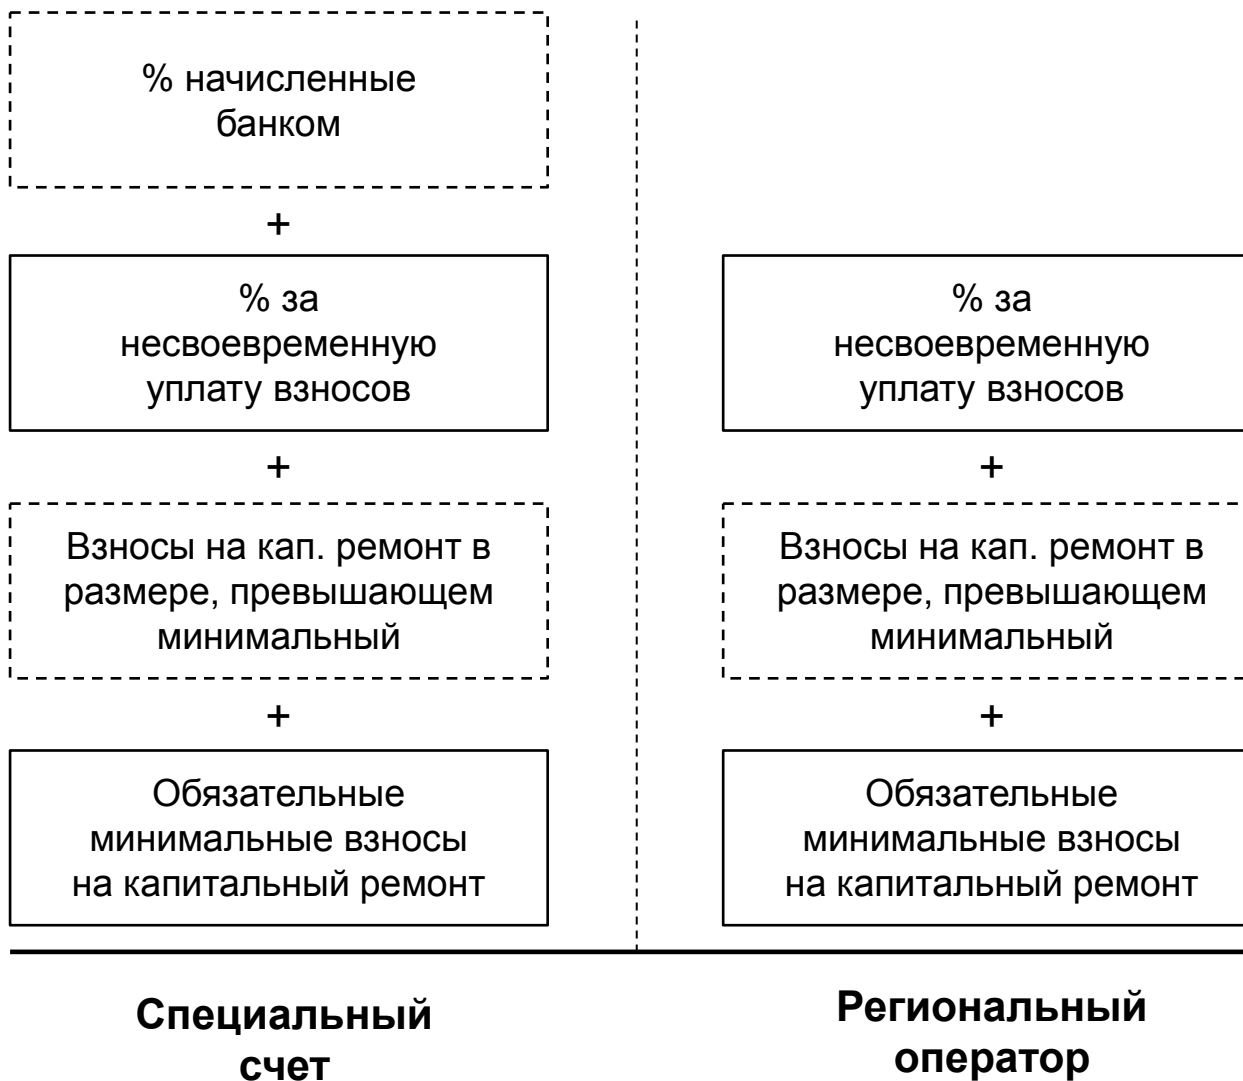 % начисленные
банком
+
% за
несвоевременную
уплату взносов
+
Взносы на кап. ремонт в
размере, превышающем
минимальный
+
Обязательные
минимальные взносы
на капитальный ремонт
Специальный
счет
% за
несвоевременную
уплату взносов
+
Взносы на кап. ремонт в
размере, превышающем
минимальный
+
Обязательные
минимальные взносы
на капитальный ремонт
Региональный
оператор